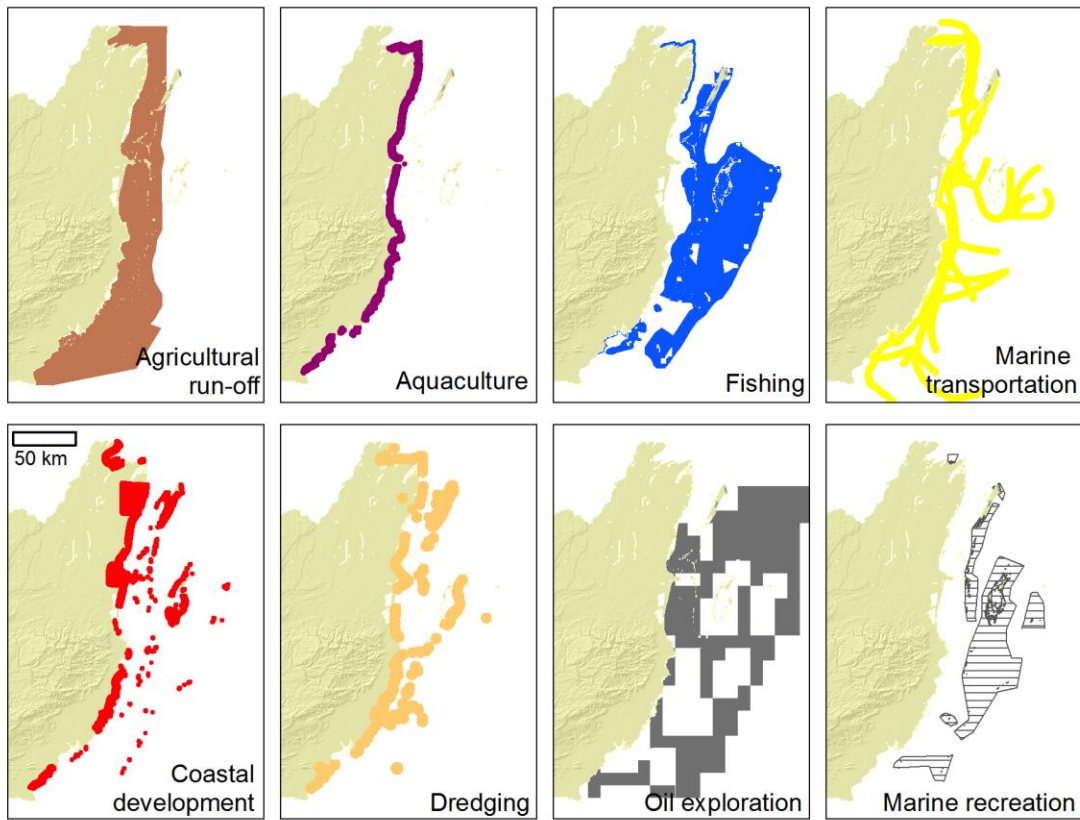 Agricultural
run-off
Aquaculture
Fishing
Marine
transportation
50 km
Coastal
development
Dredging
Oil exploration
Marine recreation